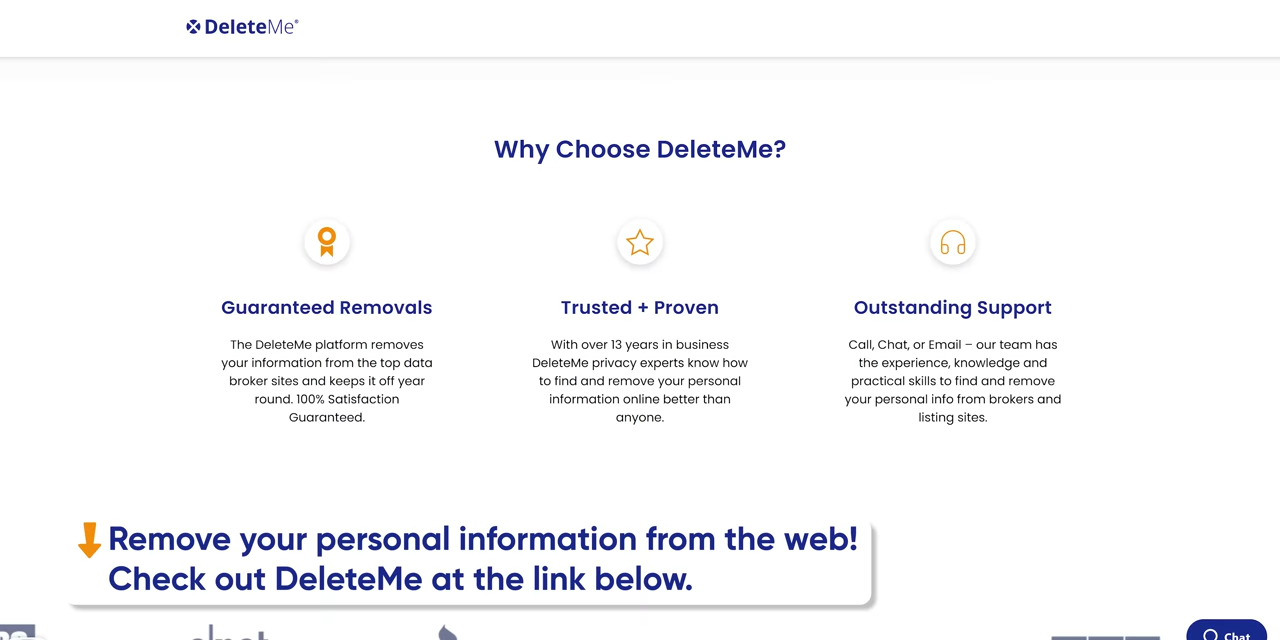 DeleteMe®
Why Choose DeleteMe?
Guaranteed Removals
The DeleteMe platform removes
your information from the top data
broker sites and keeps it off year
round. 100% Satisfaction
Guaranteed.
Trusted + Proven
With over 13 years in business
DeleteMe privacy experts know how
to find and remove your personal
information online better than
anyone.
Outstanding Support
Call, Chat, or Email – our team has
the experience, knowledge and
practical skills to find and remove
your personal info from brokers and
listing sites.
Remove your personal information from the web!
Check out DeleteMe at the link below.
Chat